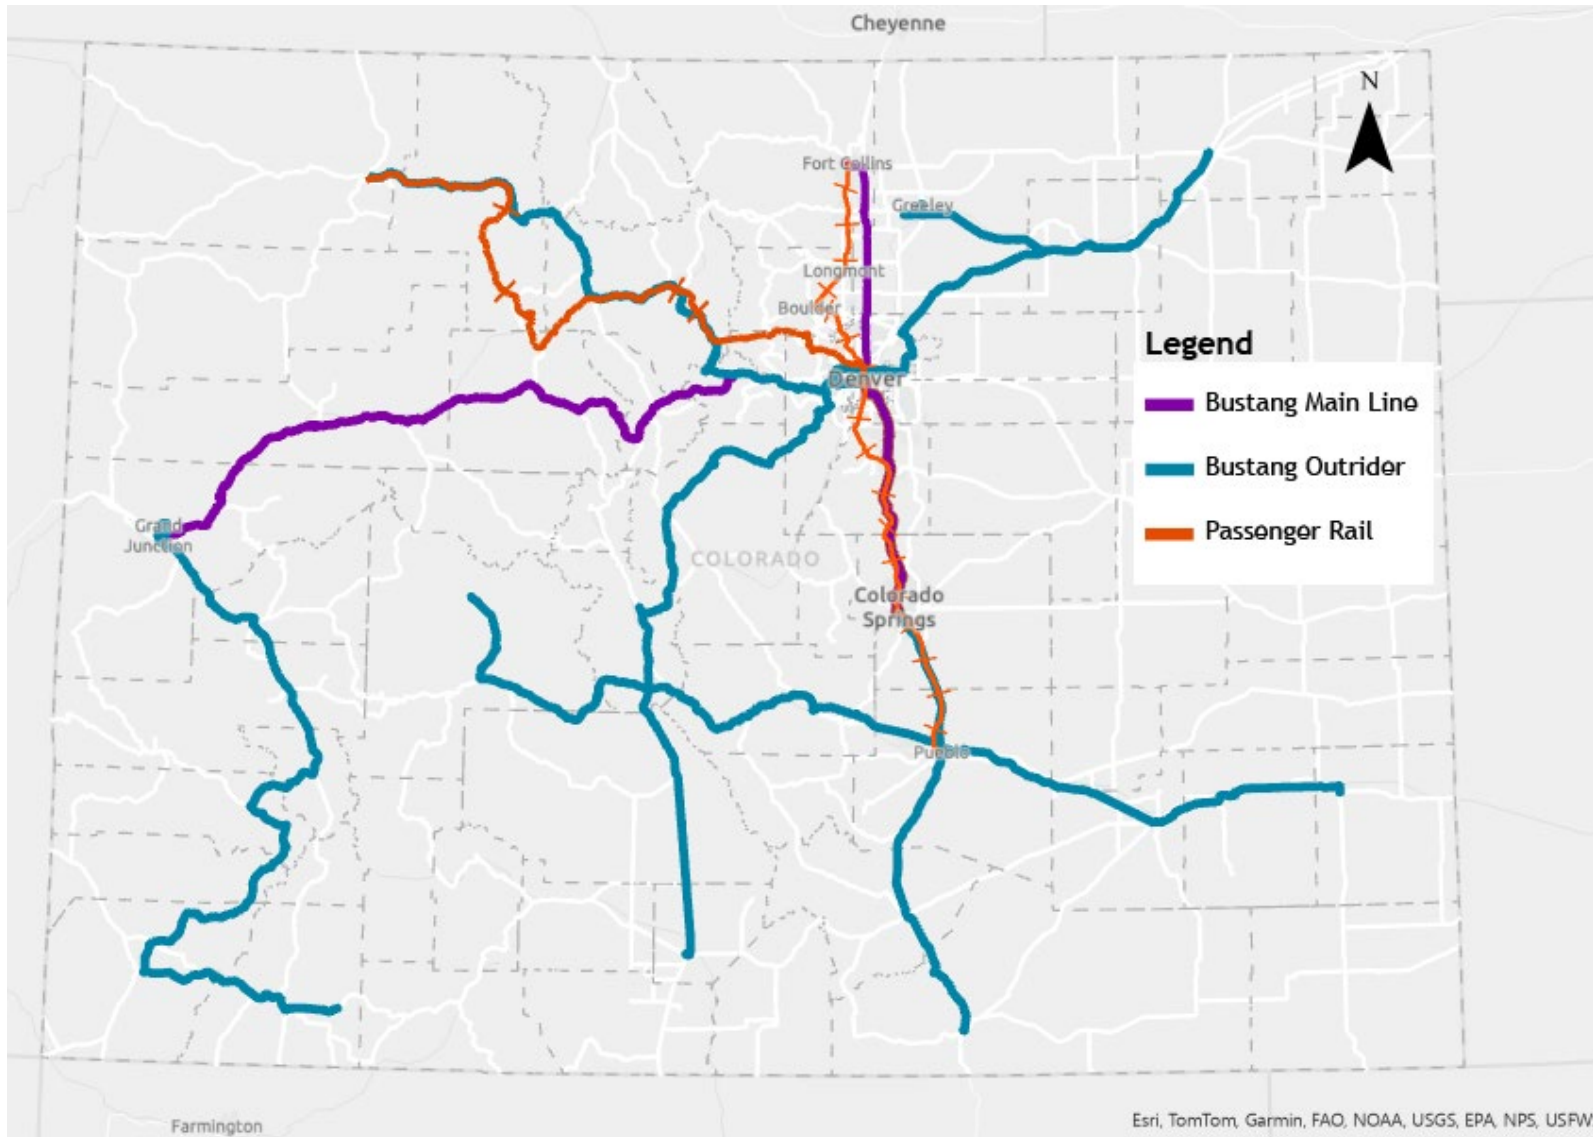 Cheyenne
N
Fort Collins
Greeley
Longmont
Boulder
Legend
Denver
Bustang Main Line
Bustang Outrider
Grand
Junction
Passenger Rail
COLORADO
Colorado
Springs
Pueblo
Farmington
Esri, TomTom, Garmin, FAO, NOAA, USGS, EPA, NPS, USFW